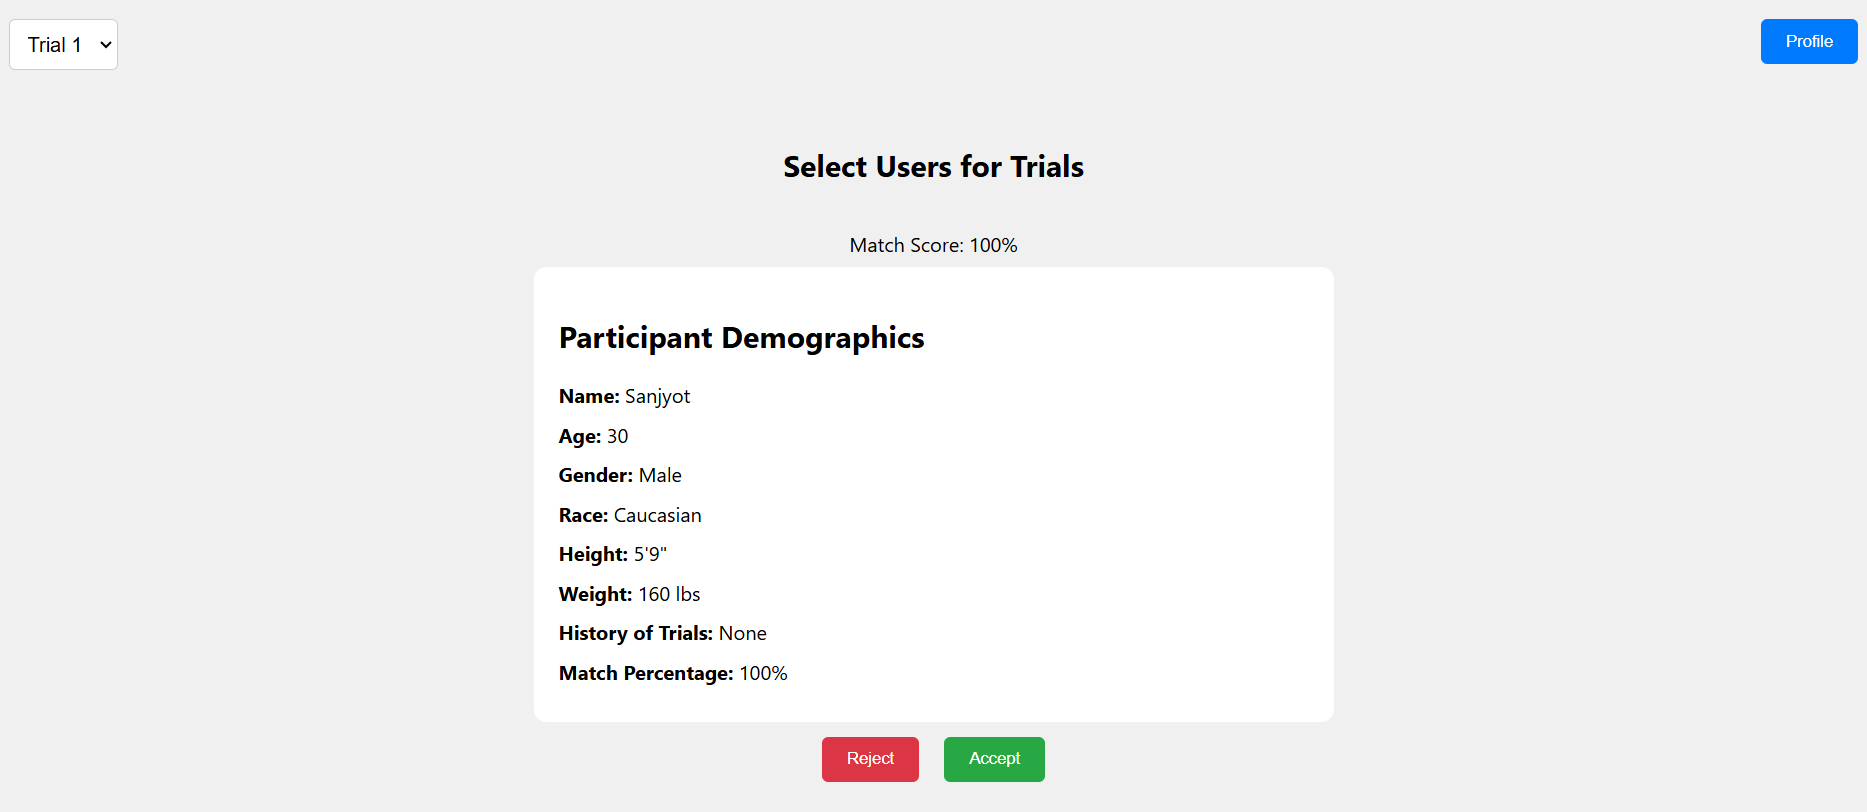 Trial 1
Profile
Select Users for Trials
Match Score: 100%
Participant Demographics
Name: Sanjyot
Age: 30
Gender: Male
Race: Caucasian
Height: 5'9"
Weight: 160 lbs
History of Trials: None
Match Percentage: 100%
Reject
Accept